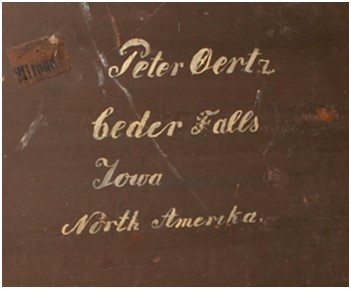 Peter Oertz
Ceder Falls
Iowa
North Amerika.